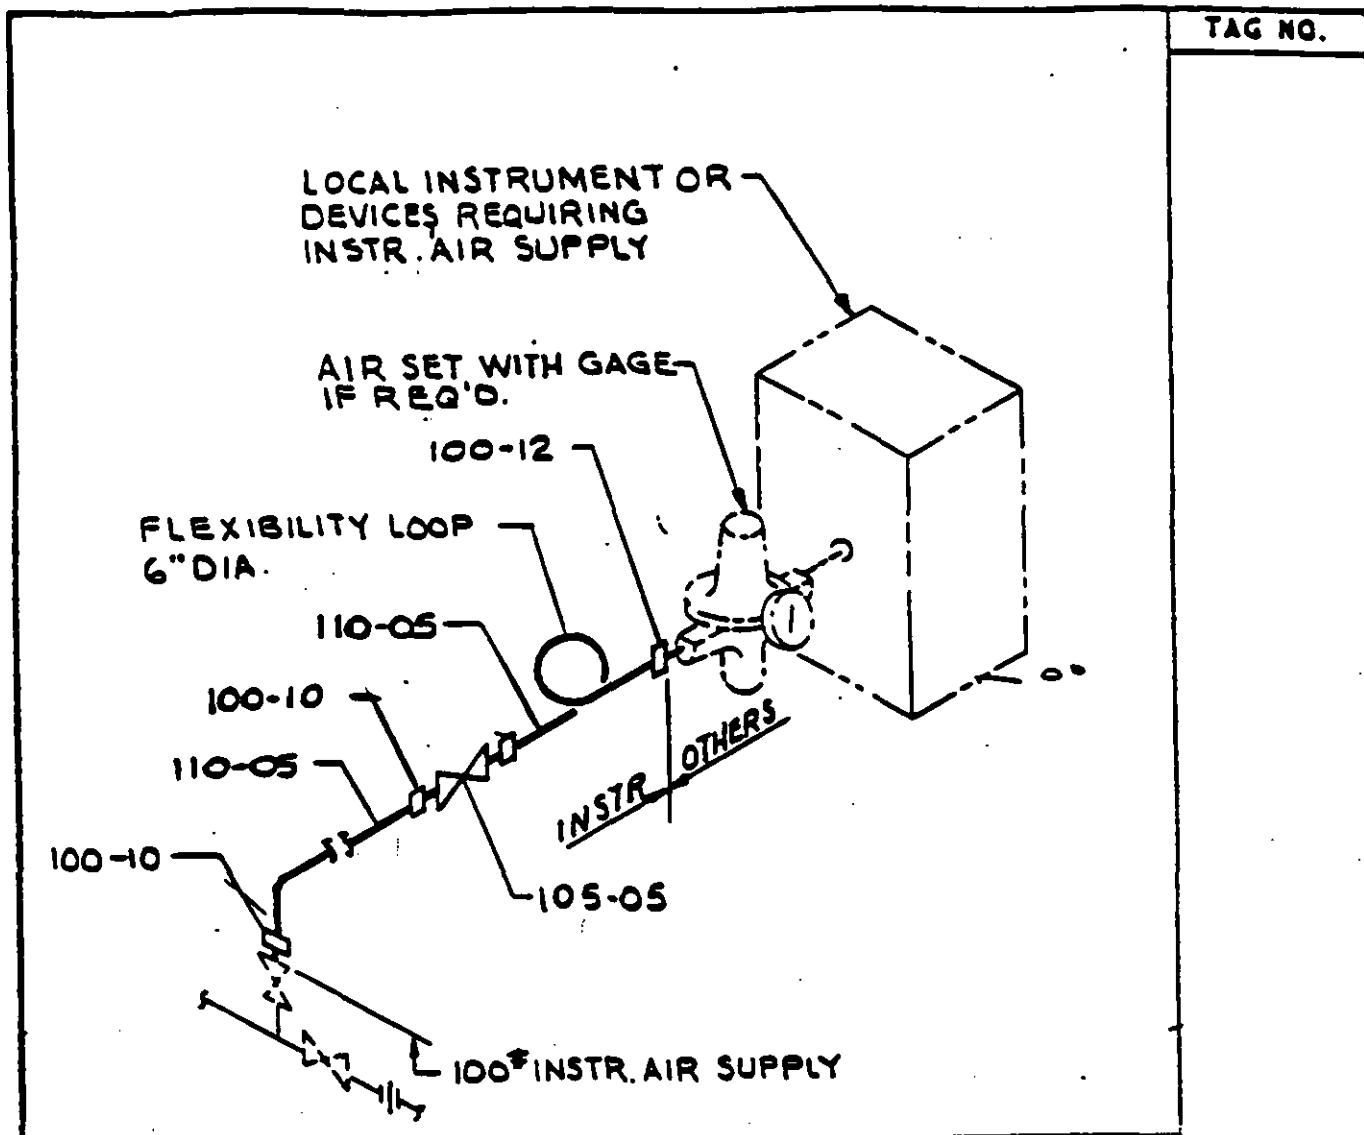 TAG NO.
LOCAL INSTRUMENT OR
DEVICES REQUIRING
INSTR. AIR SUPPLY
AIR SET WITH GAGE
IF REQ'D.
100-12
FLEXIBILITY LOOP
6" DIA.
110-05
100-10
110-05
INSTR
OTHERS
100-10
105-05
100# INSTR. AIR SUPPLY